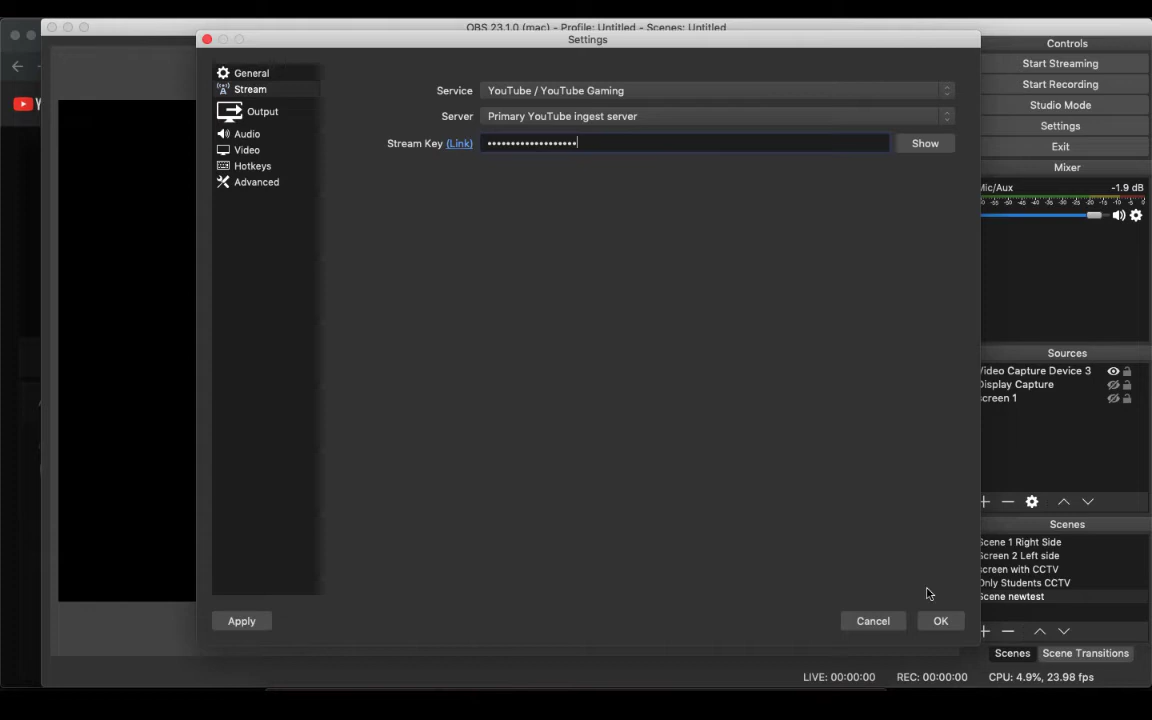 OBS 23.1.0 (mac) - Profile: Untitled - Scenes: Untitled
Settings
General
Stream
Output
Audio
Video
Hotkeys
Advanced
Service
YouTube / YouTube Gaming
Server
Primary YouTube ingest server
Stream Key (Link)
•••••••••••••••••••
Show
Apply
Cancel
OK
Controls
Start Streaming
Start Recording
Studio Mode
Settings
Exit
Mixer
Mic/Aux
-1.9 dB
Sources
Video Capture Device 3
Display Capture
screen 1
Scenes
Scene 1 Right Side
Screen 2 Left side
screen with CCTV
Only Students CCTV
Scene newtest
Scenes
Scene Transitions
LIVE: 00:00:00
REC: 00:00:00
CPU: 4.9%, 23.98 fps